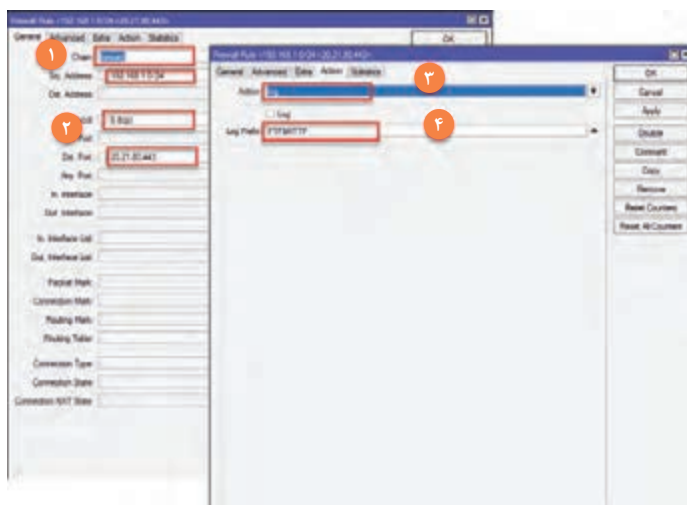 Firewall Rule <192.168.1.0/24->20,21,80,443>
General Advanced Extra Action Statistics
OK
۱
Chain: forward
Src. Address: 192.168.1.0/24
Dst. Address:
۲
6 (tcp)
Port:
Dst. Port: 20,21,80,443
Any. Port:
In. Interface:
Out. Interface:
In. Interface List:
Out. Interface List:
Packet Mark:
Connection Mark:
Routing Mark:
Routing Table:
Connection Type:
Connection State:
Connection NAT State:
Firewall Rule <192.168.1.0/24->20,21,80,443>
General Advanced Extra Action Statistics
۳
Action: log
Log
۴
Log Prefix:
OK
Cancel
Apply
Disable
Comment
Copy
Remove
Reset Counters
Reset All Counters